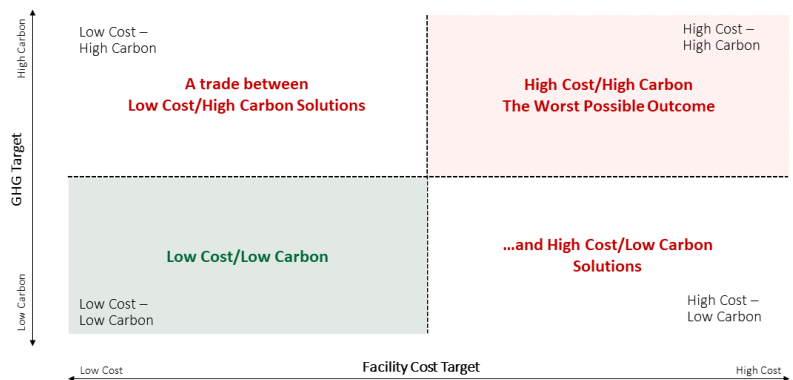 High Carbon
GHG Target
Low Carbon
Low Cost –
High Carbon
A trade between
Low Cost/High Carbon Solutions
High Cost –
High Carbon
High Cost/High Carbon
The Worst Possible Outcome
Low Cost/Low Carbon
Low Cost –
Low Carbon
...and High Cost/Low Carbon
Solutions
High Cost –
Low Carbon
Low Cost
Facility Cost Target
High Cost